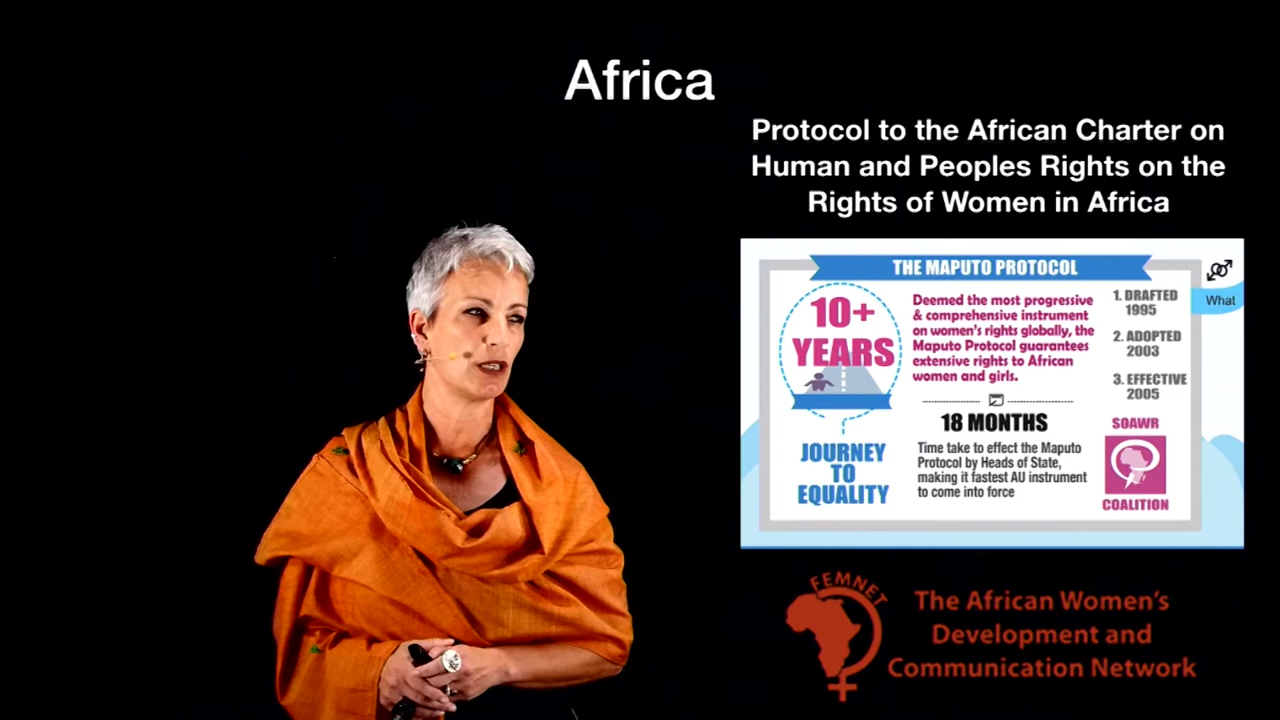 Africa
Protocol to the African Charter on
Human and Peoples Rights on the
Rights of Women in Africa
THE MAPUTO PROTOCOL
10+
YEARS
JOURNEY
TO
EQUALITY
Deemed the most progressive
& comprehensive instrument
on women's rights globally, the
Maputo Protocol guarantees
extensive rights to African
women and girls.
18 MONTHS
Time take to effect the Maputo
Protocol by Heads of State,
making it fastest AU instrument
to come into force
1. DRAFTED
1995
2. ADOPTED
2003
3. EFFECTIVE
2005
SOAWR
COALITION
What
FEMNET
The African Women's
Development and
Communication Network